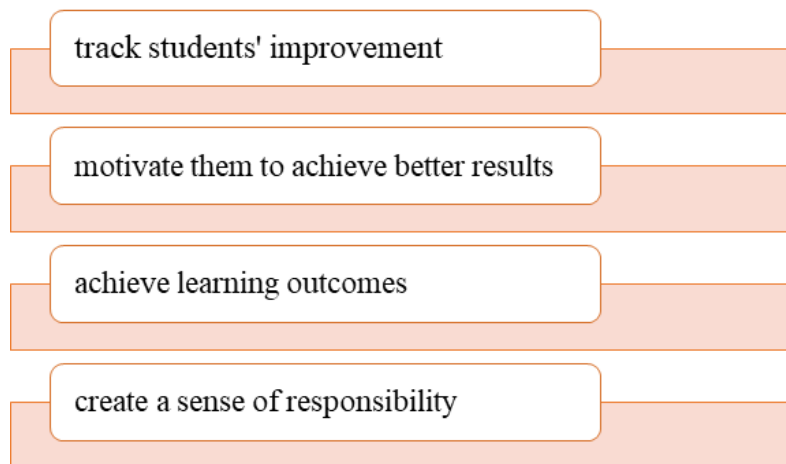 track students' improvement
motivate them to achieve better results
achieve learning outcomes
create a sense of responsibility